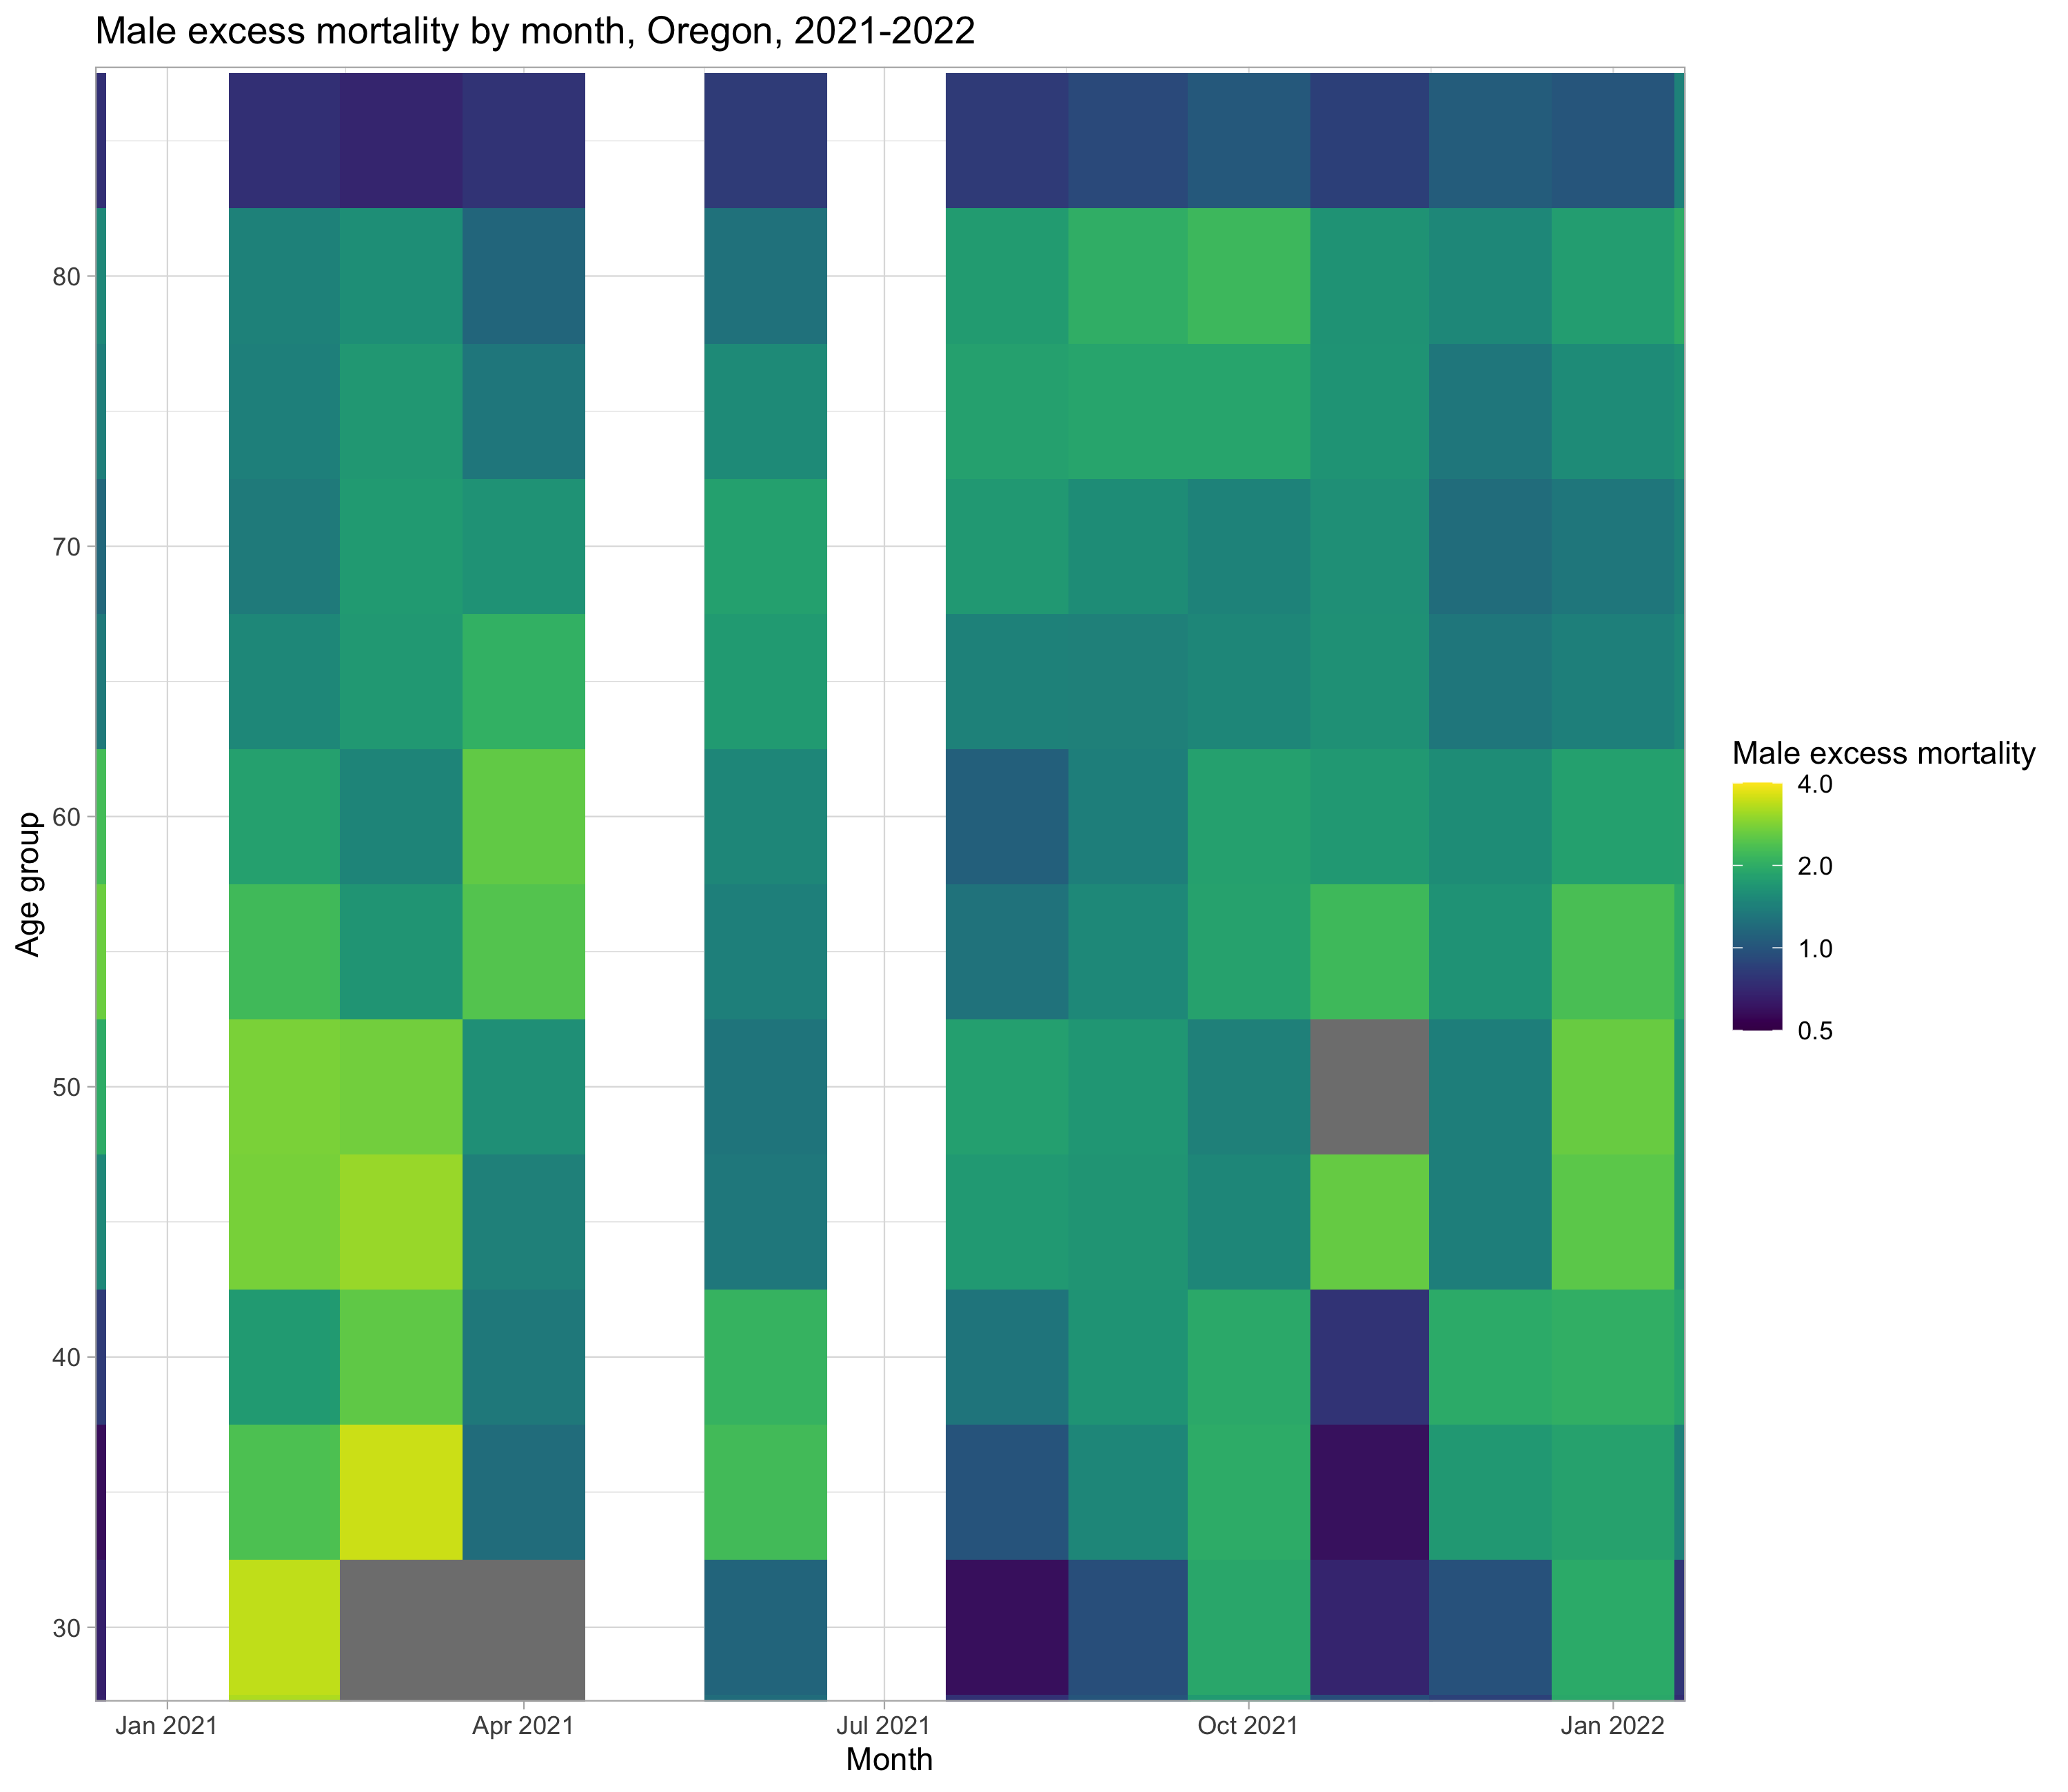 Male excess mortality by month, Oregon, 2021-2022
80
70
60
50
40
30
Age group
Jan 2021
Apr 2021
Jul 2021
Oct 2021
Jan 2022
Month
Male excess mortality
4.0
2.0
1.0
0.5